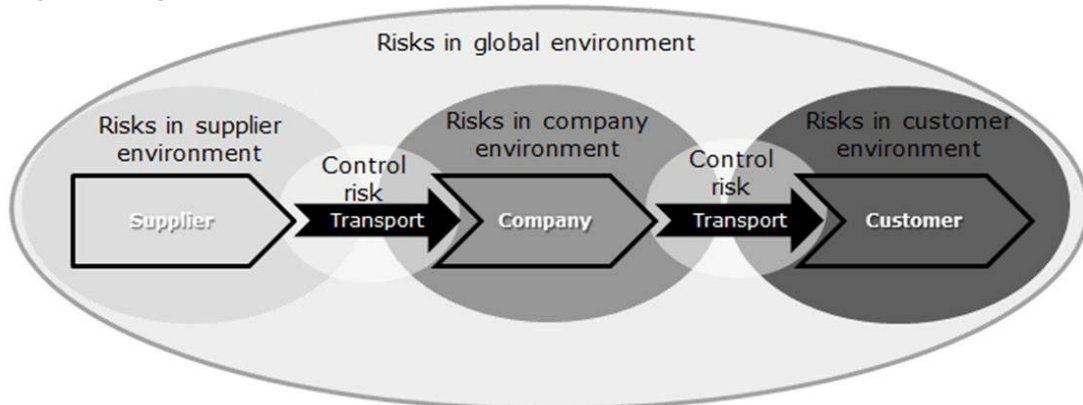 Risks in global environment
Risks in supplier
environment
Control
risk
Risks in company
environment
Control
risk
Risks in customer
environment
Supplier
Transport
Company
Transport
Customer